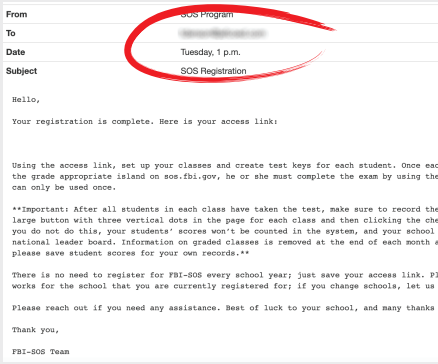 From SOS Program
To
Date Tuesday, 1 p.m.
Subject SOS Registration
Hello,
Your registration is complete. Here is your access link:
Using the access link, set up your classes and create test keys for each student. Once eac
the grade appropriate island on sos.fbi.gov, he or she must complete the exam by using the
can only be used once.
**Important: After all students in each class have taken the test, make sure to record the
large button with three vertical dots in the page for each class and then clicking the che
you do not do this, your students' scores won't be counted in the system, and your school
national leader board. Information on graded classes is removed at the end of each month a
please save student scores for your own records.**
There is no need to register for FBI-SOS every school year; just save your access link. Pl
works for the school that you are currently registered for; if you change schools, let us
Please reach out if you need any assistance. Best of luck to your school, and many thanks
Thank you,
FBI-SOS Team